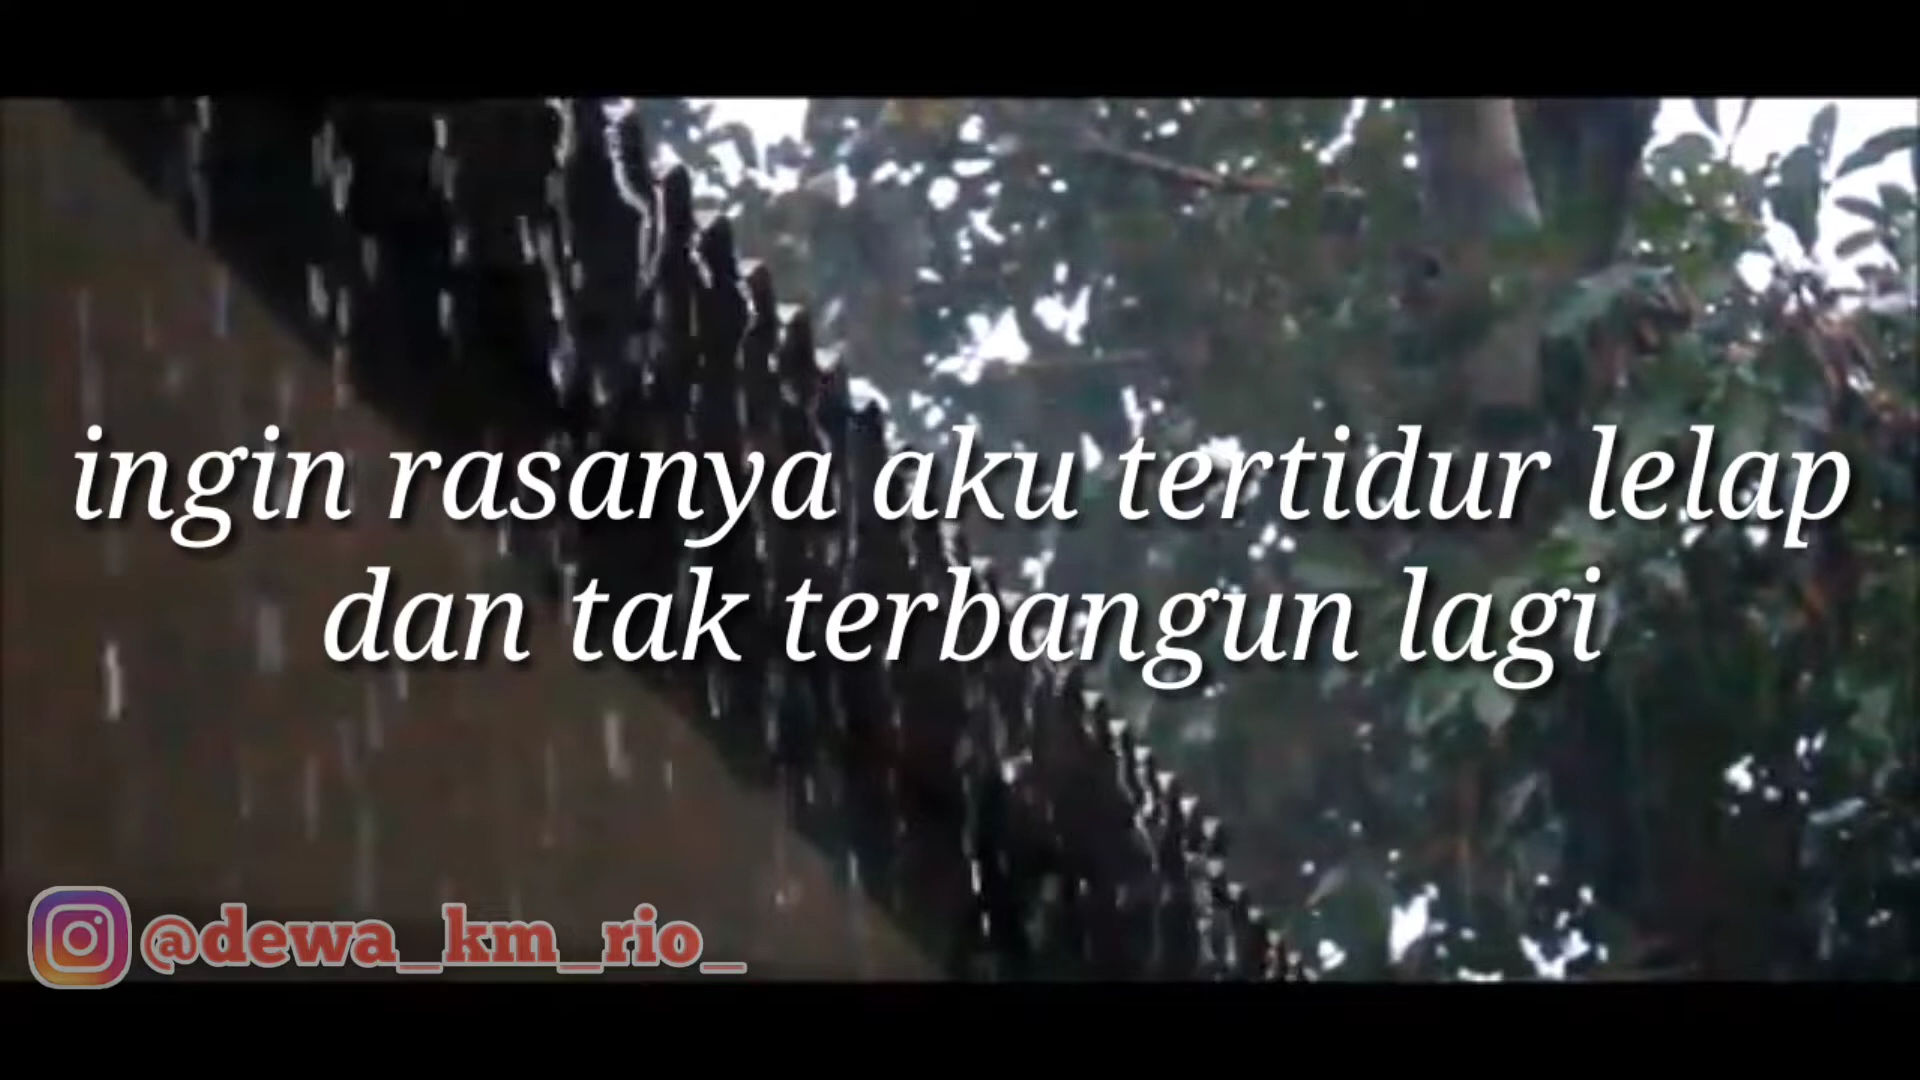 ingin rasanya aku tertidur lelap
dan tak terbangun lagi
@dewa_km_rio_